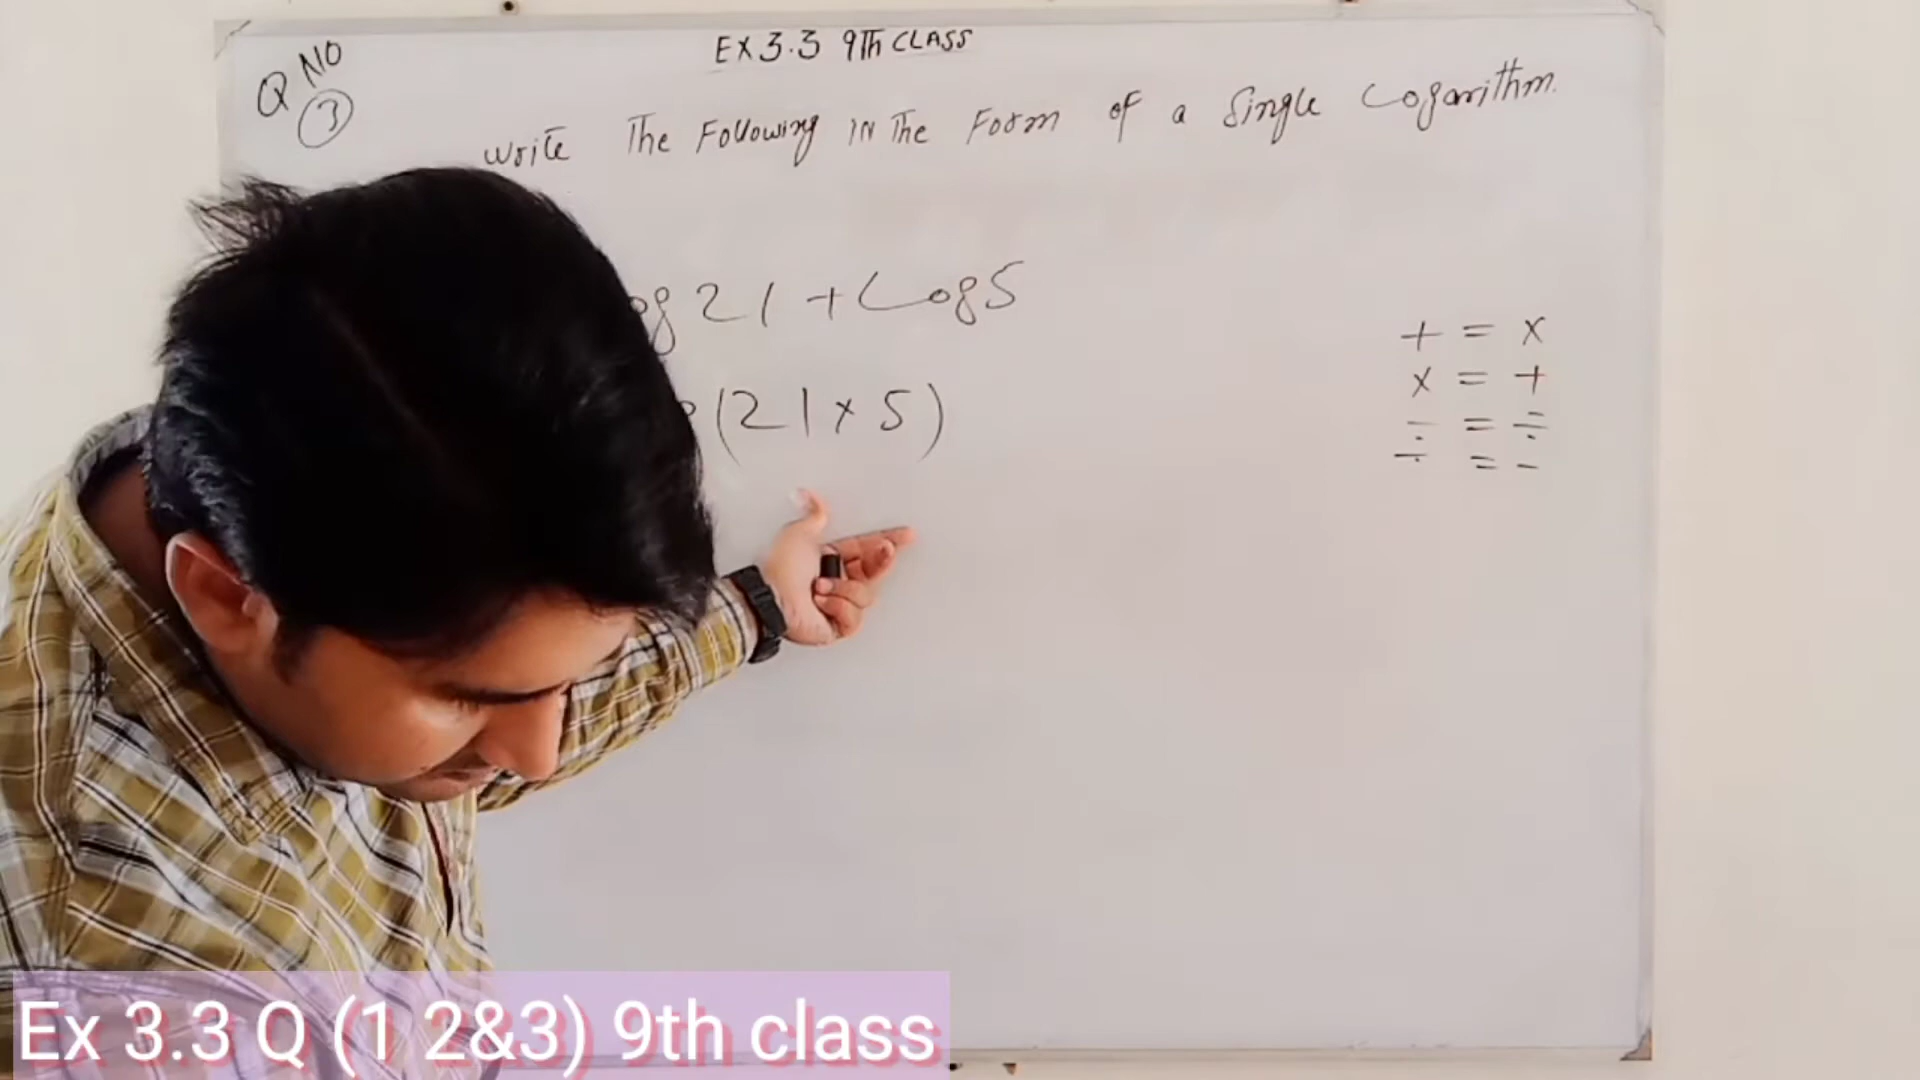 Q NO
3
EX 3.3 9TH CLASS
Write The Following IN The Form of a Single Logarithm.
og 21 + Log5
(21 × 5)
+ = ×
× = +
- = ÷
÷ = -
Ex 3.3 Q (1 2&3) 9th class